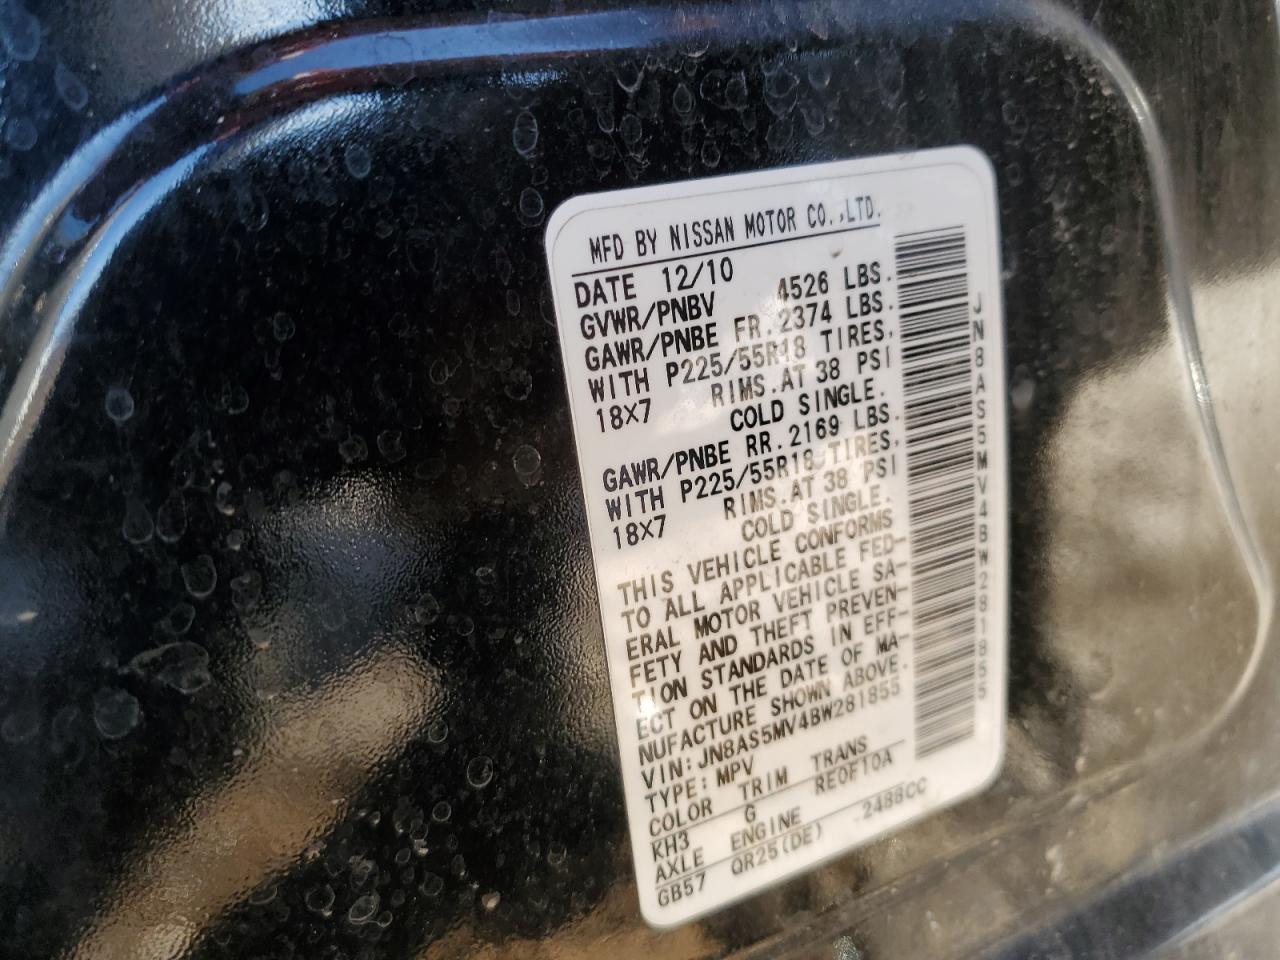 MFD BY NISSAN MOTOR CO.,LTD.
DATE 12/10
GVWR/PNBV 4526 LBS.
GAWR/PNBE FR.2374 LBS.
WITH P225/55R18 TIRES,
18X7 RIMS.AT 38 PSI
COLD SINGLE.
GAWR/PNBE RR.2169 LBS.
WITH P225/55R18 TIRES,
18X7 RIMS.AT 38 PSI
COLD SINGLE.
THIS VEHICLE CONFORMS
TO ALL APPLICABLE FED-
ERAL MOTOR VEHICLE SA-
FETY AND THEFT PREVEN-
TION STANDARDS IN EFF-
ECT ON THE DATE OF MA-
NUFACTURE SHOWN ABOVE.
VIN:JN8AS5MV4BW281855
TYPE:MPV
COLOR TRIM TRANS
KH3 G RE0F10A
AXLE ENGINE
GB57 QR25(DE) 2488CC
JN8AS5MV4BW281855